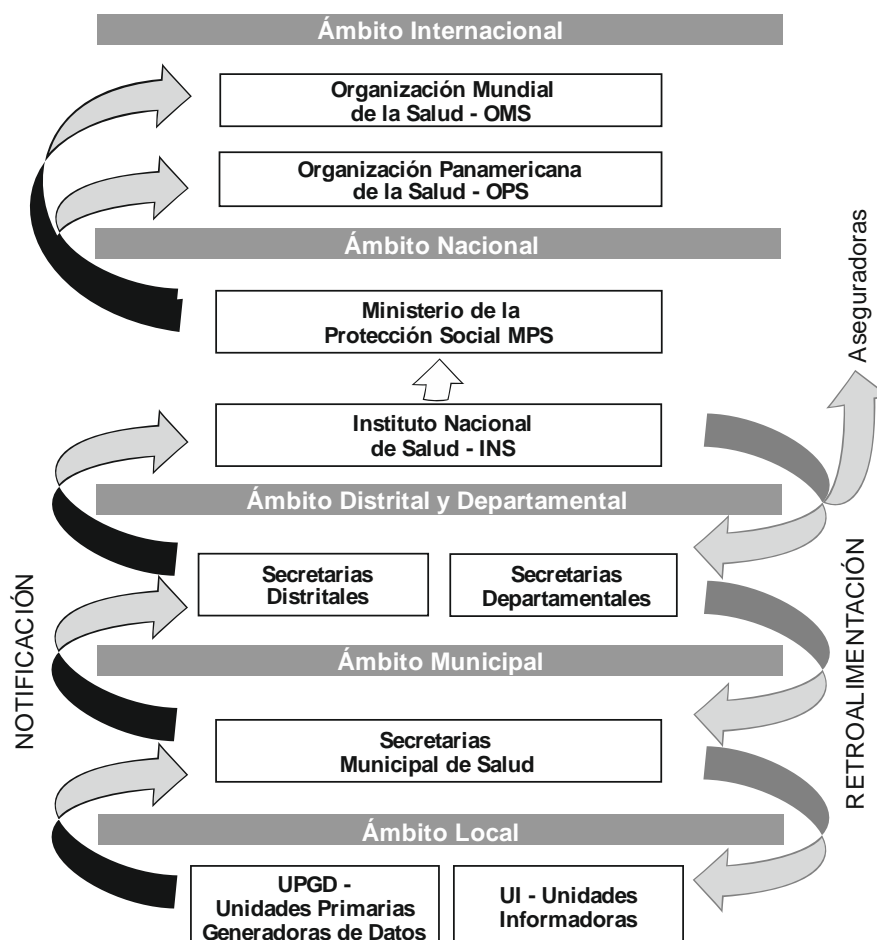 Ámbito Internacional
Organización Mundial
de la Salud - OMS
Organización Panamericana
de la Salud - OPS
Ámbito Nacional
Ministerio de la
Protección Social MPS
Aseguradoras
Instituto Nacional
de Salud - INS
Ámbito Distrital y Departamental
Secretarias
Distritales
Secretarias
Departamentales
NOTIFICACIÓN
RETROALIMENTACIÓN
Ámbito Municipal
Secretarias
Municipal de Salud
Ámbito Local
UPGD -
Unidades Primarias
Generadoras de Datos
UI - Unidades
Informadoras